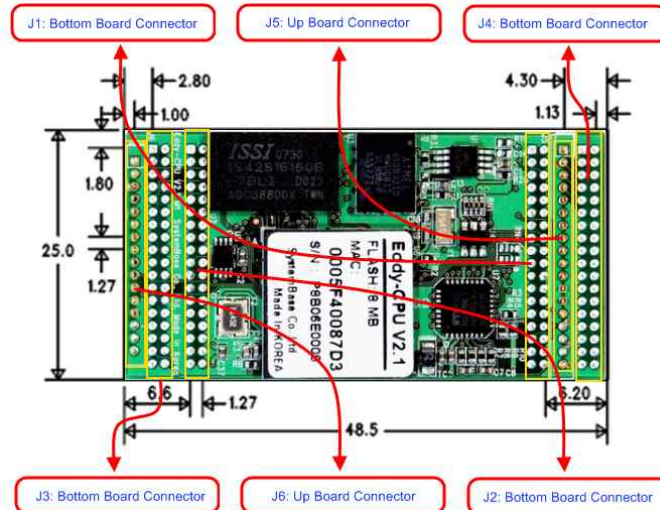 J1: Bottom Board Connector
J5: Up Board Connector
J4: Bottom Board Connector
2.80
4.30
1.00
1.13
25.0
1.80
1.27
ISSI 0730
Eddy-CPU V2.1
FLASH: 8 MB
MAC:
0005F40087D3
SystemBase Co., Ltd
Made in KOREA
6.6
1.27
6.20
48.5
J3: Bottom Board Connector
J6: Up Board Connector
J2: Bottom Board Connector